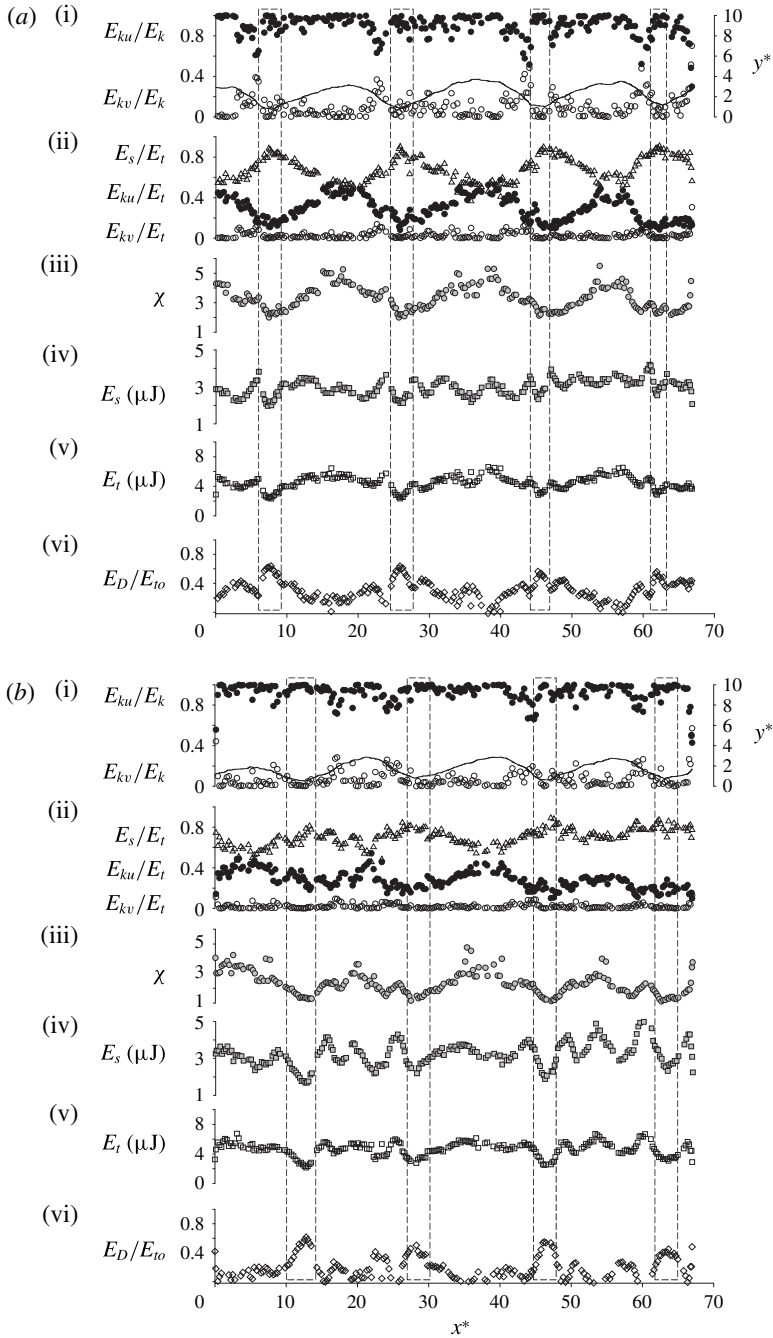 (a) (i) E_ku/E_k 0.8 0.4 E_kv/E_k 0 10 8 6 4 2 0 y*
(ii) E_s/E_t 0.8 E_ku/E_t 0.4 E_kv/E_t 0
(iii) χ 5 3 1
(iv) E_s (μJ) 5 3 1
(v) E_t (μJ) 8 4 0
(vi) E_D/E_to 0.8 0.4
0 10 20 30 40 50 60 70
(b) (i) E_ku/E_k 0.8 0.4 E_kv/E_k 0 10 8 6 4 2 0 y*
(ii) E_s/E_t 0.8 E_ku/E_t 0.4 E_kv/E_t 0
(iii) χ 5 3 1
(iv) E_s (μJ) 5 3 1
(v) E_t (μJ) 8 4 0
(vi) E_D/E_to 0.8 0.4
0 10 20 30 40 50 60 70
x*